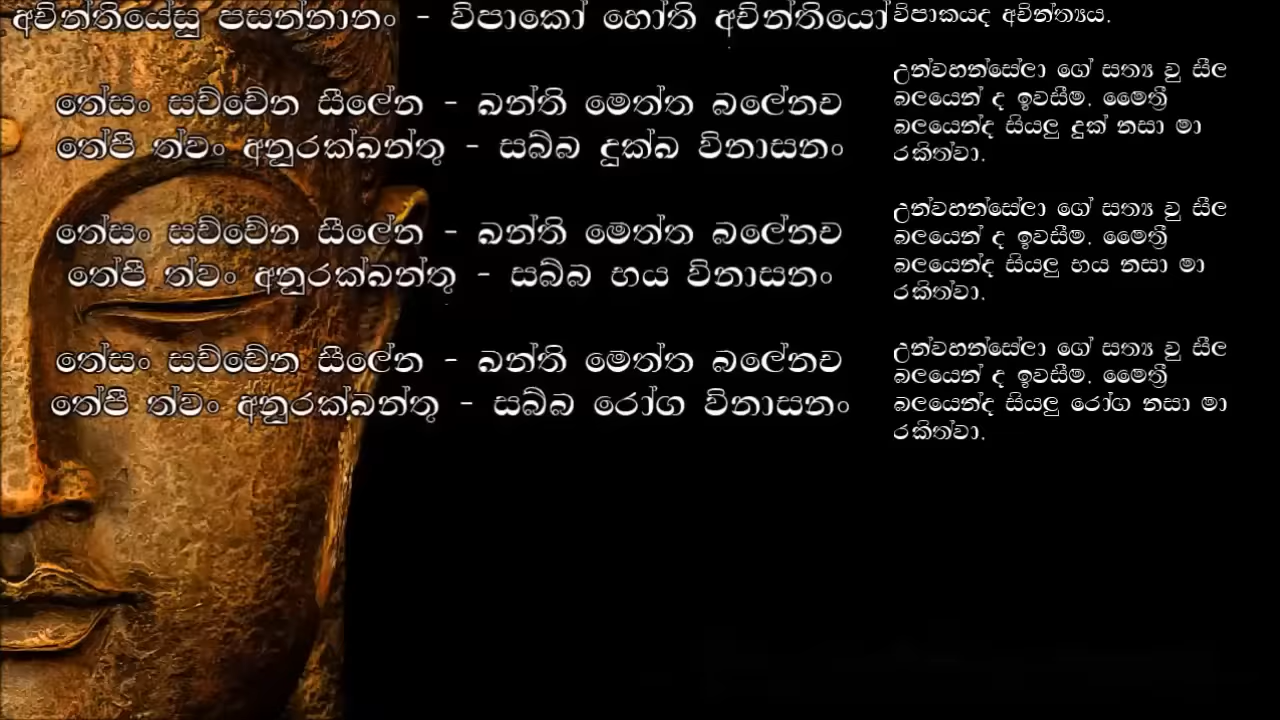 අචින්තියේසු පසන්නානං - විපාකෝ හෝති අචින්තියෝ
තේසං සච්චේන සීලේන - ඛන්ති මෙත්ත බලේනච
තේපී ත්වං අනුරක්ඛන්තු - සබ්බ දුක්ඛ විනාසනං
තේසං සච්චේන සීලේන - ඛන්ති මෙත්ත බලේනච
තේපී ත්වං අනුරක්ඛන්තු - සබ්බ භය විනාසනං
තේසං සච්චේන සීලේන - ඛන්ති මෙත්ත බලේනච
තේපී ත්වං අනුරක්ඛන්තු - සබ්බ රෝග විනාසනං
විපාකයද අචින්ත්‍යය.
උන්වහන්සේලා ගේ සත්‍ය වු සීල
බලයෙන් ද ඉවසීම්. මෛත්‍රී
බලයෙන්ද සියලු දුක් නසා මා
රකිත්වා.
උන්වහන්සේලා ගේ සත්‍ය වු සීල
බලයෙන් ද ඉවසීම්. මෛත්‍රී
බලයෙන්ද සියලු භය නසා මා
රකිත්වා.
උන්වහන්සේලා ගේ සත්‍ය වු සීල
බලයෙන් ද ඉවසීම්. මෛත්‍රී
බලයෙන්ද සියලු රෝග නසා මා
රකිත්වා.